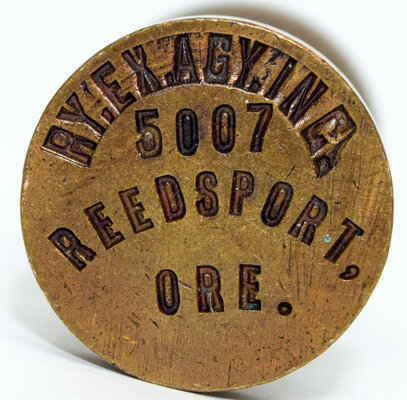 RY.EX.AGY.INC.
5007
REEDSPORT,
ORE.